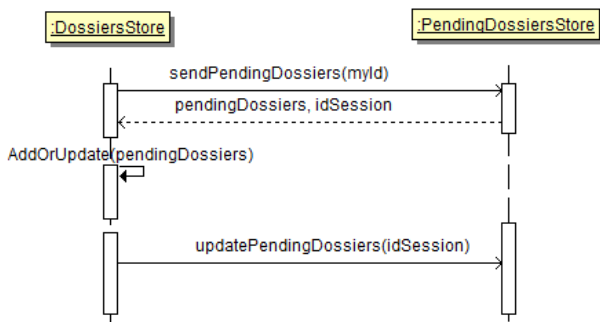 :DossiersStore
:PendingDossiersStore
sendPendingDossiers(myId)
pendingDossiers, idSession
AddOrUpdate(pendingDossiers)
updatePendingDossiers(idSession)